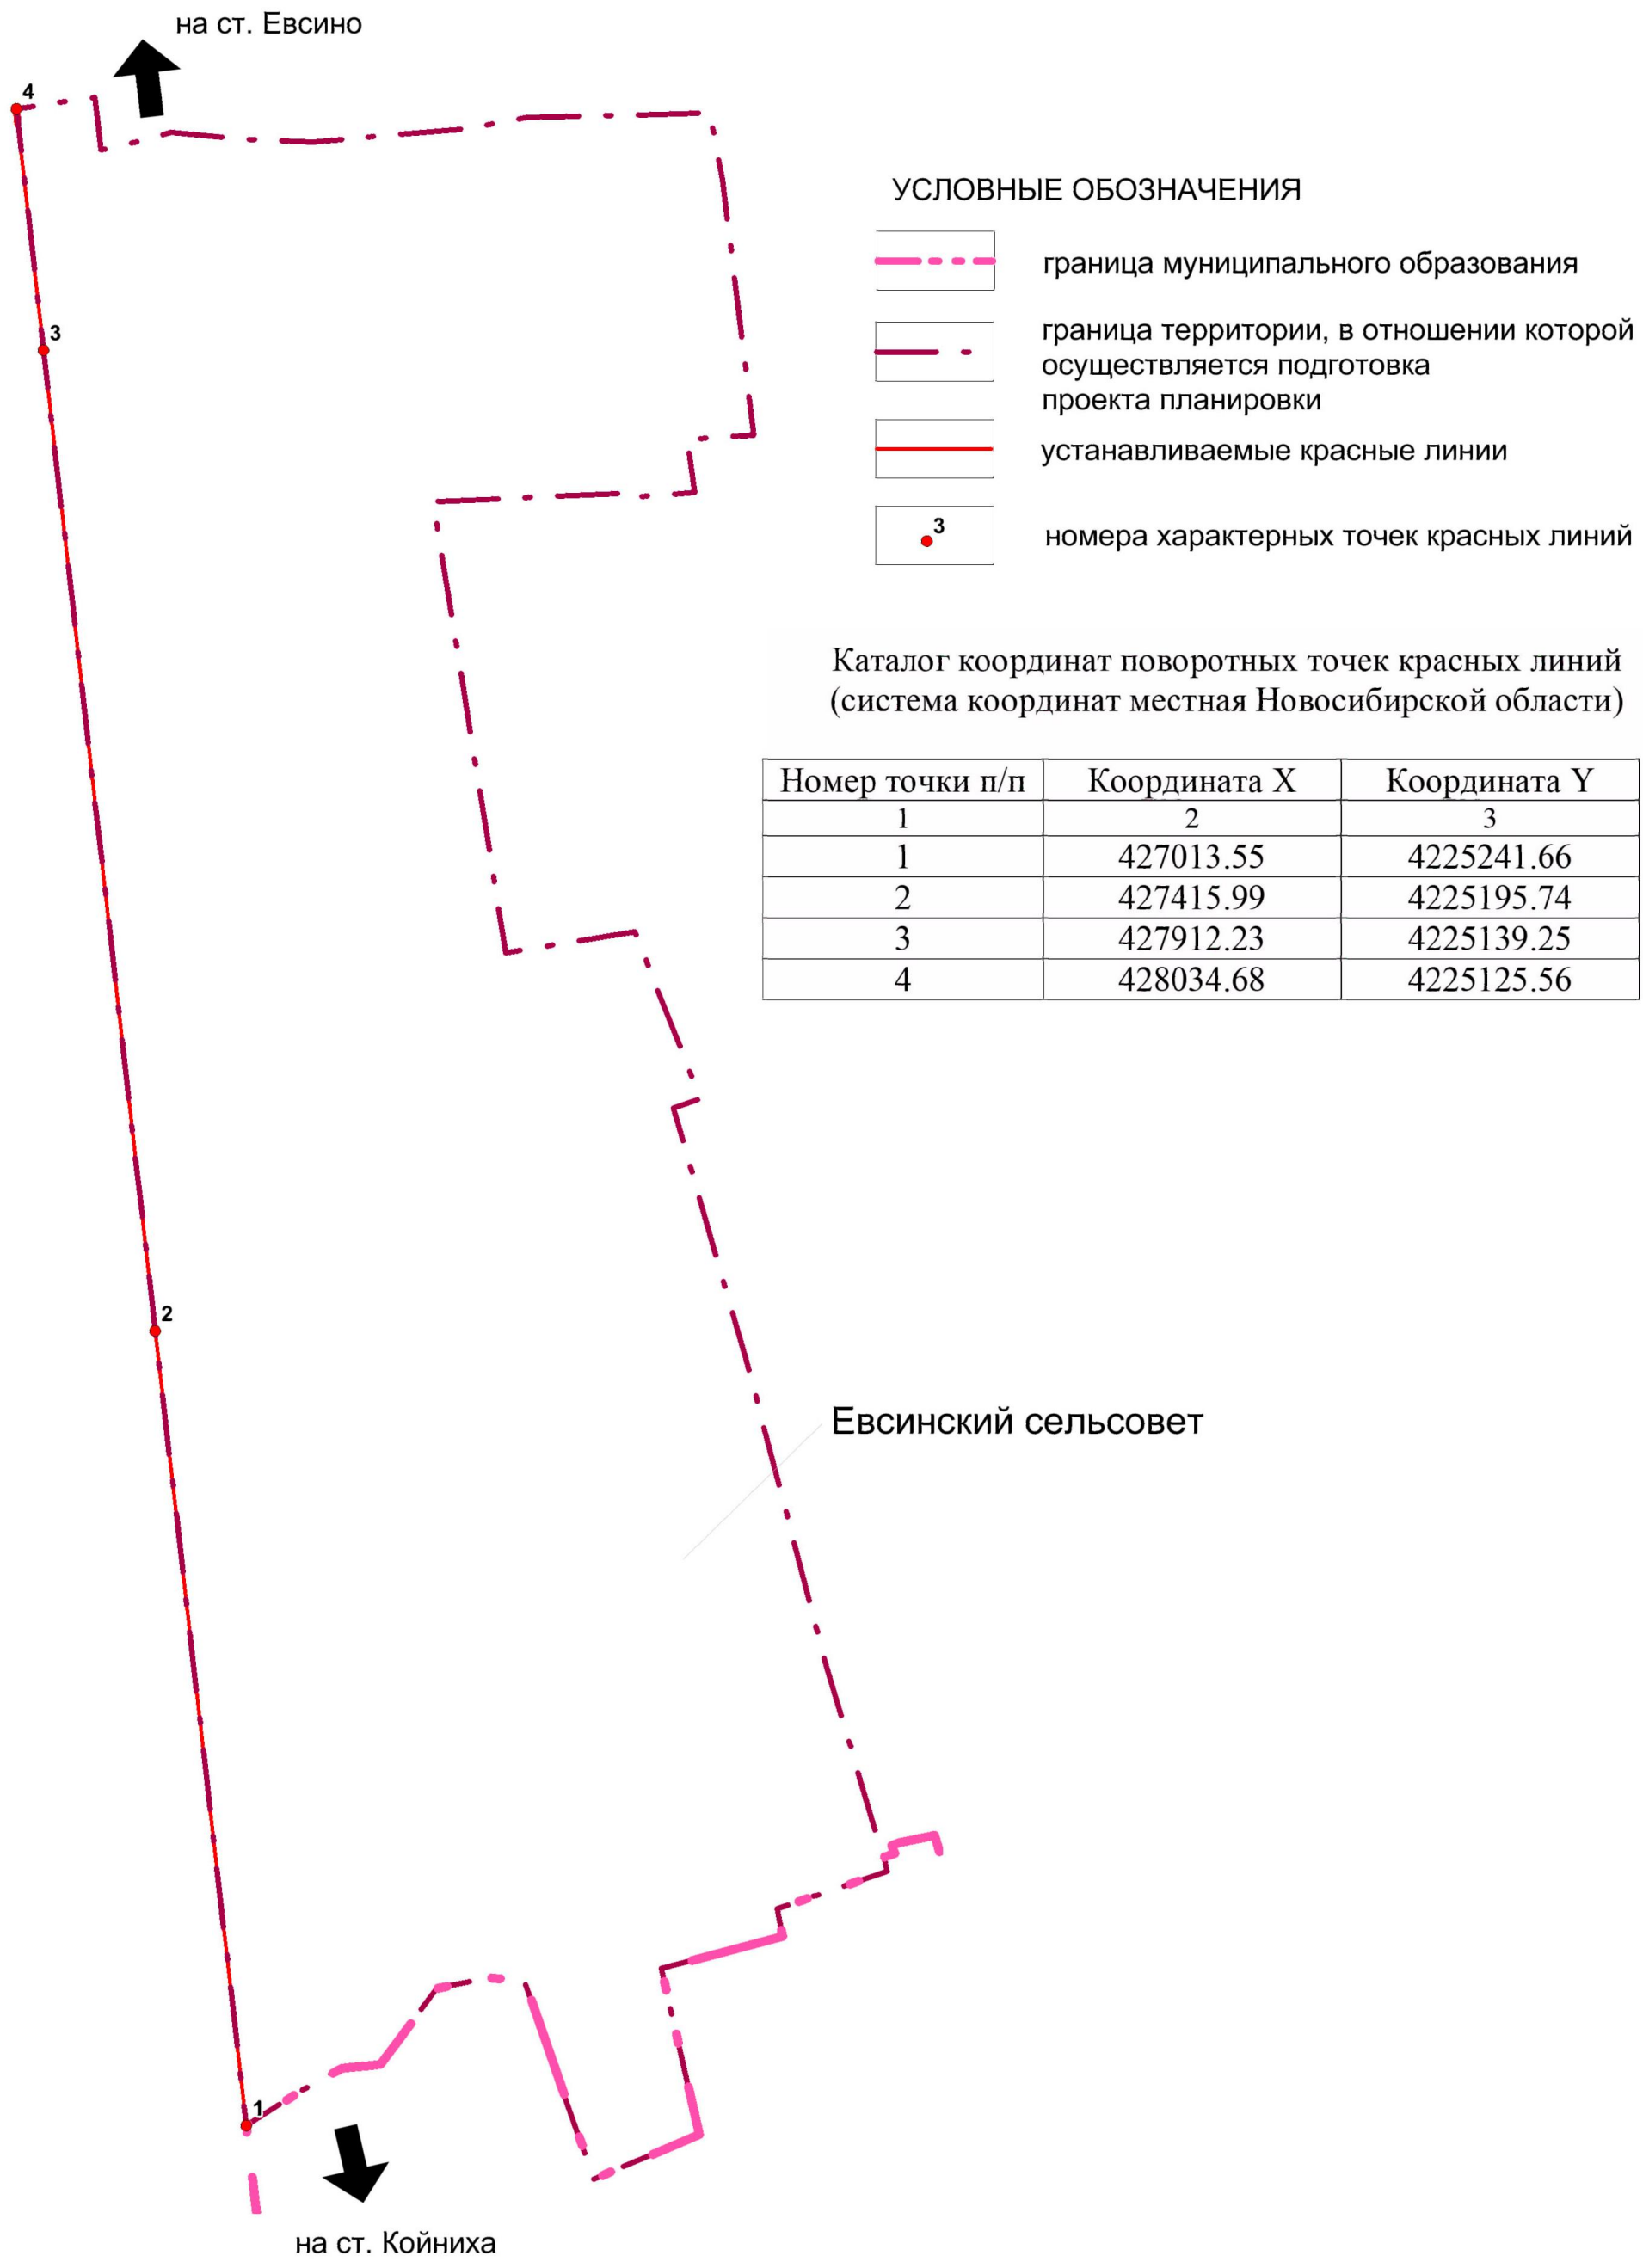 на ст. Евсино
4
УСЛОВНЫЕ ОБОЗНАЧЕНИЯ
граница муниципального образования
граница территории, в отношении которой
осуществляется подготовка
проекта планировки
3
устанавливаемые красные линии
3
номера характерных точек красных линий
Каталог координат поворотных точек красных линий
(система координат местная Новосибирской области)
Номер точки п/п Координата X Координата Y
1 2 3
1 427013.55 4225241.66
2 427415.99 4225195.74
3 427912.23 4225139.25
4 428034.68 4225125.56
2
Евсинский сельсовет
1
на ст. Койниха